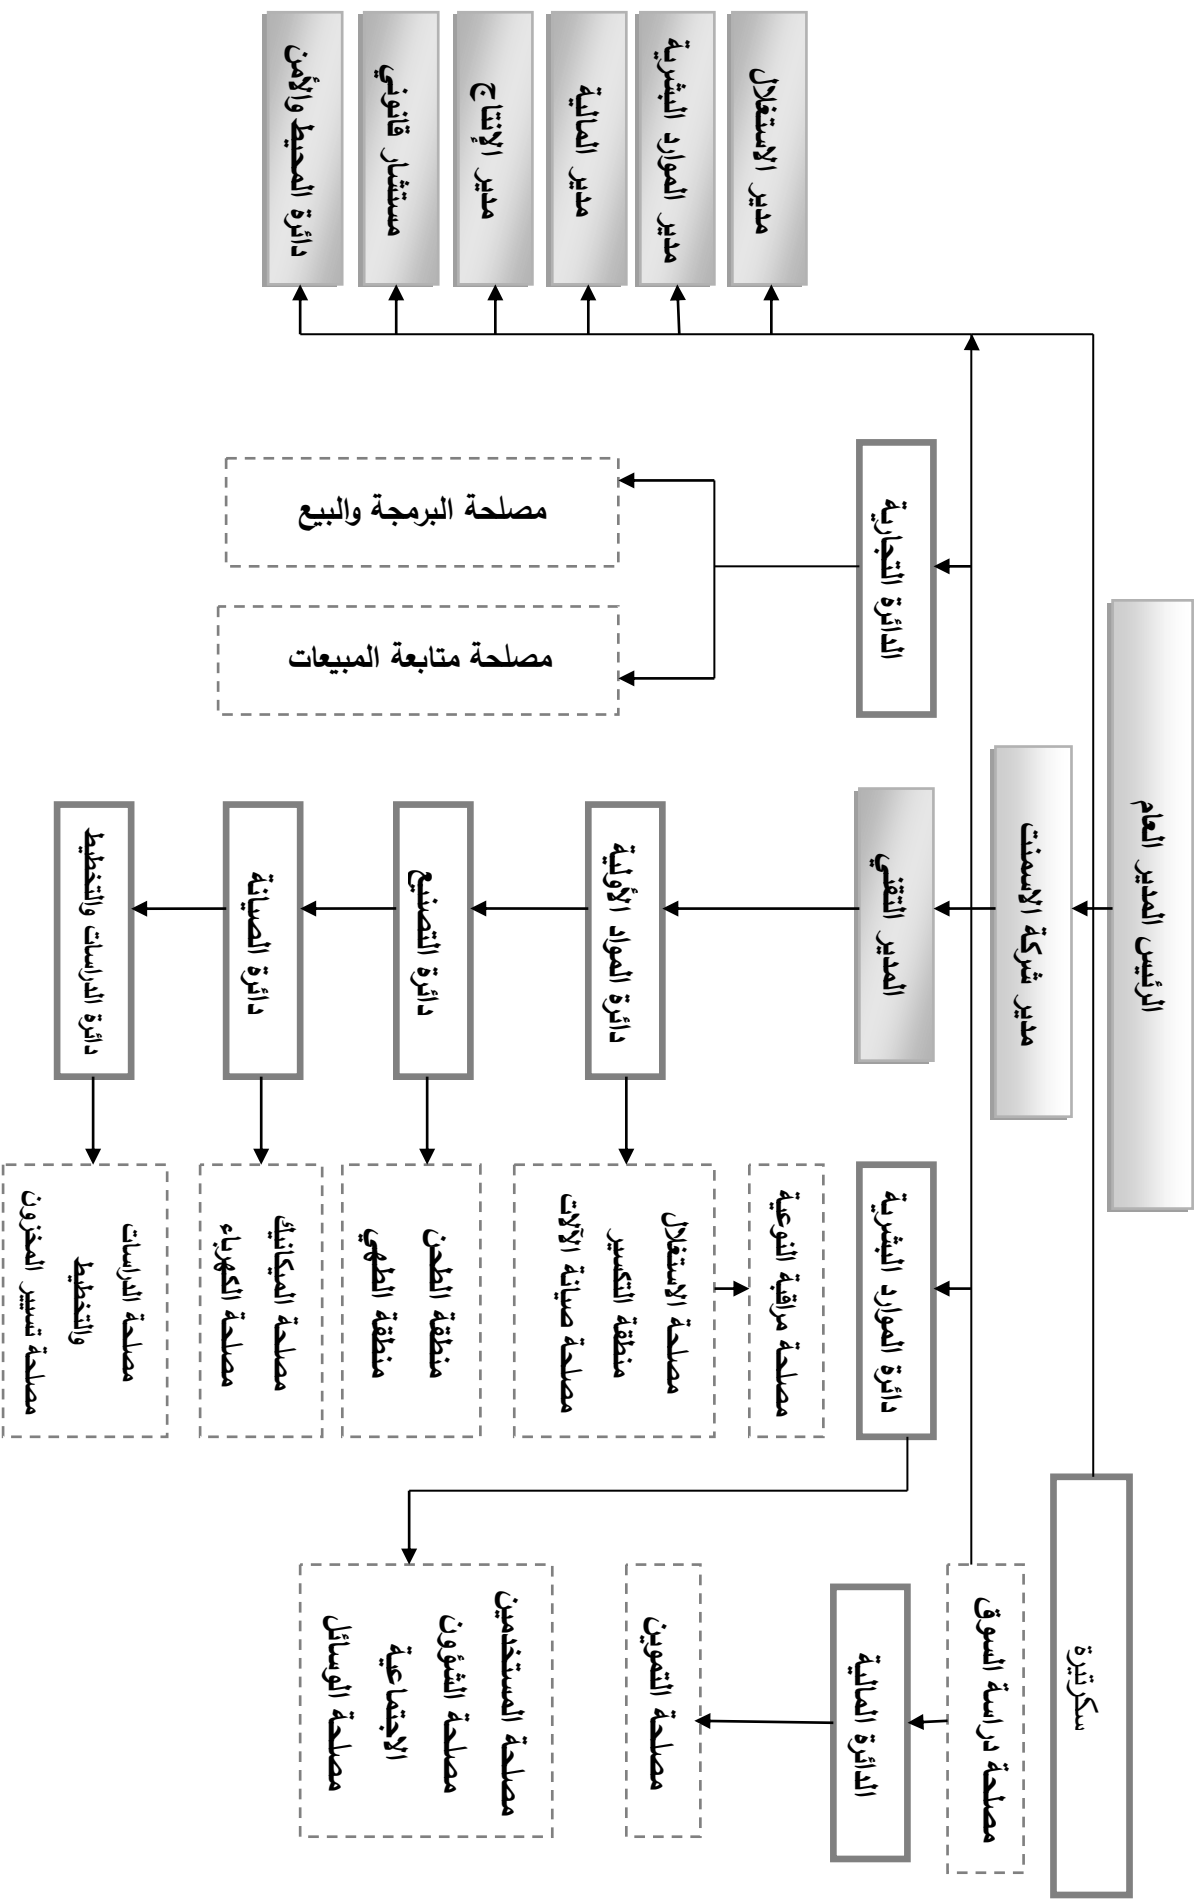 الرئيس المدير العام
سكرتيرة
مدير شركة الاسمنت
مدير الاستغلال
مدير الموارد البشرية
مدير المالية
مدير الإنتاج
مستشار قانوني
دائرة المحيط والأمن
الدائرة التجارية
مصلحة البرمجة والبيع
مصلحة متابعة المبيعات
المدير التقني
دائرة المواد الأولية
دائرة التصنيع
دائرة الصيانة
دائرة الدراسات والتخطيط
دائرة الموارد البشرية
مصلحة مراقبة النوعية
مصلحة الاستغلال
منطقة التكسير
مصلحة صيانة الآلات
منطقة الطحن
منطقة الطهي
مصلحة الميكانيك
مصلحة الكهرباء
مصلحة الدراسات
والتخطيط
مصلحة تسيير المخزون
مصلحة دراسة السوق
الدائرة المالية
مصلحة التموين
مصلحة المستخدمين
مصلحة الشؤون
الاجتماعية
مصلحة الوسائل